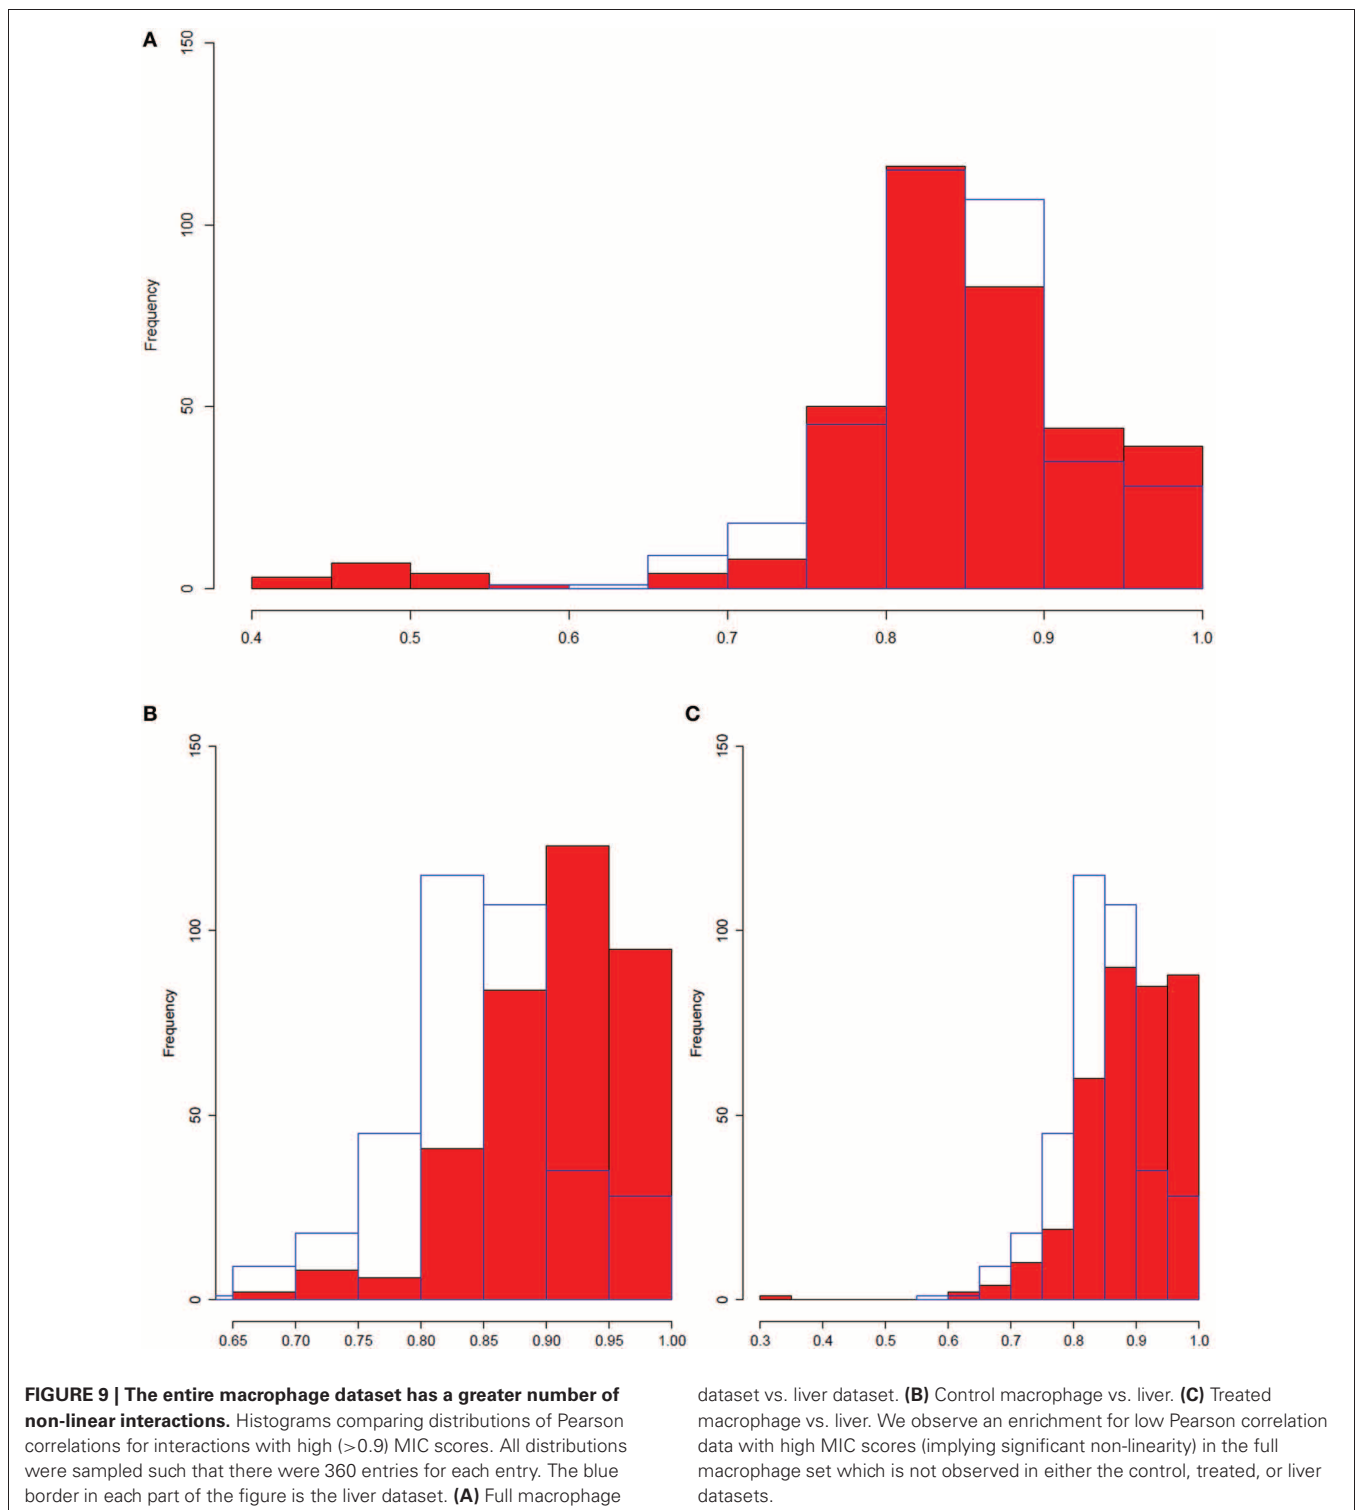 A
150
100
50
0
Frequency
0.4 0.5 0.6 0.7 0.8 0.9 1.0
B
150
100
50
0
Frequency
0.65 0.70 0.75 0.80 0.85 0.90 0.95 1.00
C
150
100
50
0
Frequency
0.3 0.4 0.5 0.6 0.7 0.8 0.9 1.0
FIGURE 9 | The entire macrophage dataset has a greater number of
non-linear interactions. Histograms comparing distributions of Pearson
correlations for interactions with high (>0.9) MIC scores. All distributions
were sampled such that there were 360 entries for each entry. The blue
border in each part of the figure is the liver dataset. (A) Full macrophage
dataset vs. liver dataset. (B) Control macrophage vs. liver. (C) Treated
macrophage vs. liver. We observe an enrichment for low Pearson correlation
data with high MIC scores (implying significant non-linearity) in the full
macrophage set which is not observed in either the control, treated, or liver
datasets.